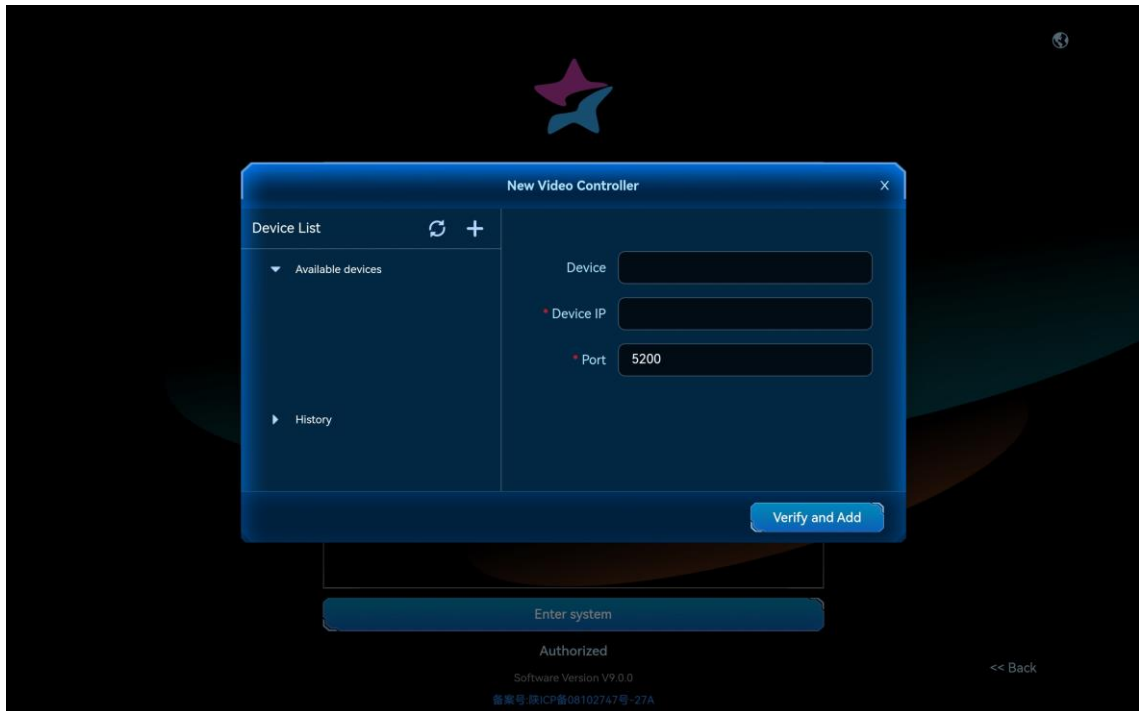 New Video Controller X
Device List
Available devices
History
Device
* Device IP
* Port 5200
Verify and Add
Enter system
Authorized
<< Back
Software Version V9.0.0
备案号:陕ICP备08102747号-27A